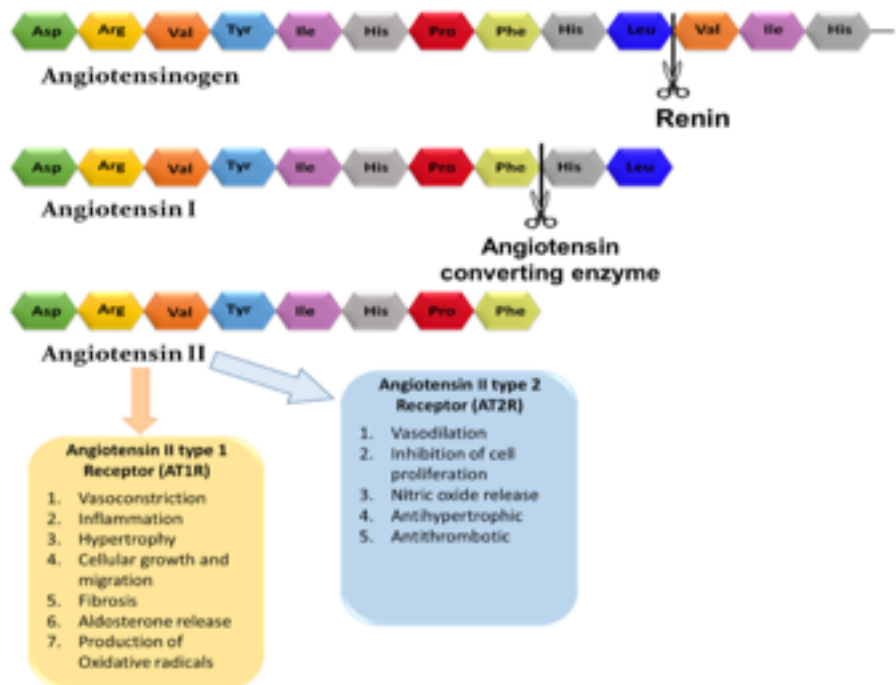 Asp Arg Val Tyr Ile His Pro Phe His Leu Val Ile His
Angiotensinogen
Renin
Asp Arg Val Tyr Ile His Pro Phe His Leu
Angiotensin I
Angiotensin
converting enzyme
Asp Arg Val Tyr Ile His Pro Phe
Angiotensin II
Angiotensin II type 1
Receptor (AT1R)
1. Vasoconstriction
2. Inflammation
3. Hypertrophy
4. Cellular growth and
migration
5. Fibrosis
6. Aldosterone release
7. Production of
Oxidative radicals
Angiotensin II type 2
Receptor (AT2R)
1. Vasodilation
2. Inhibition of cell
proliferation
3. Nitric oxide release
4. Antihypertrophic
5. Antithrombotic